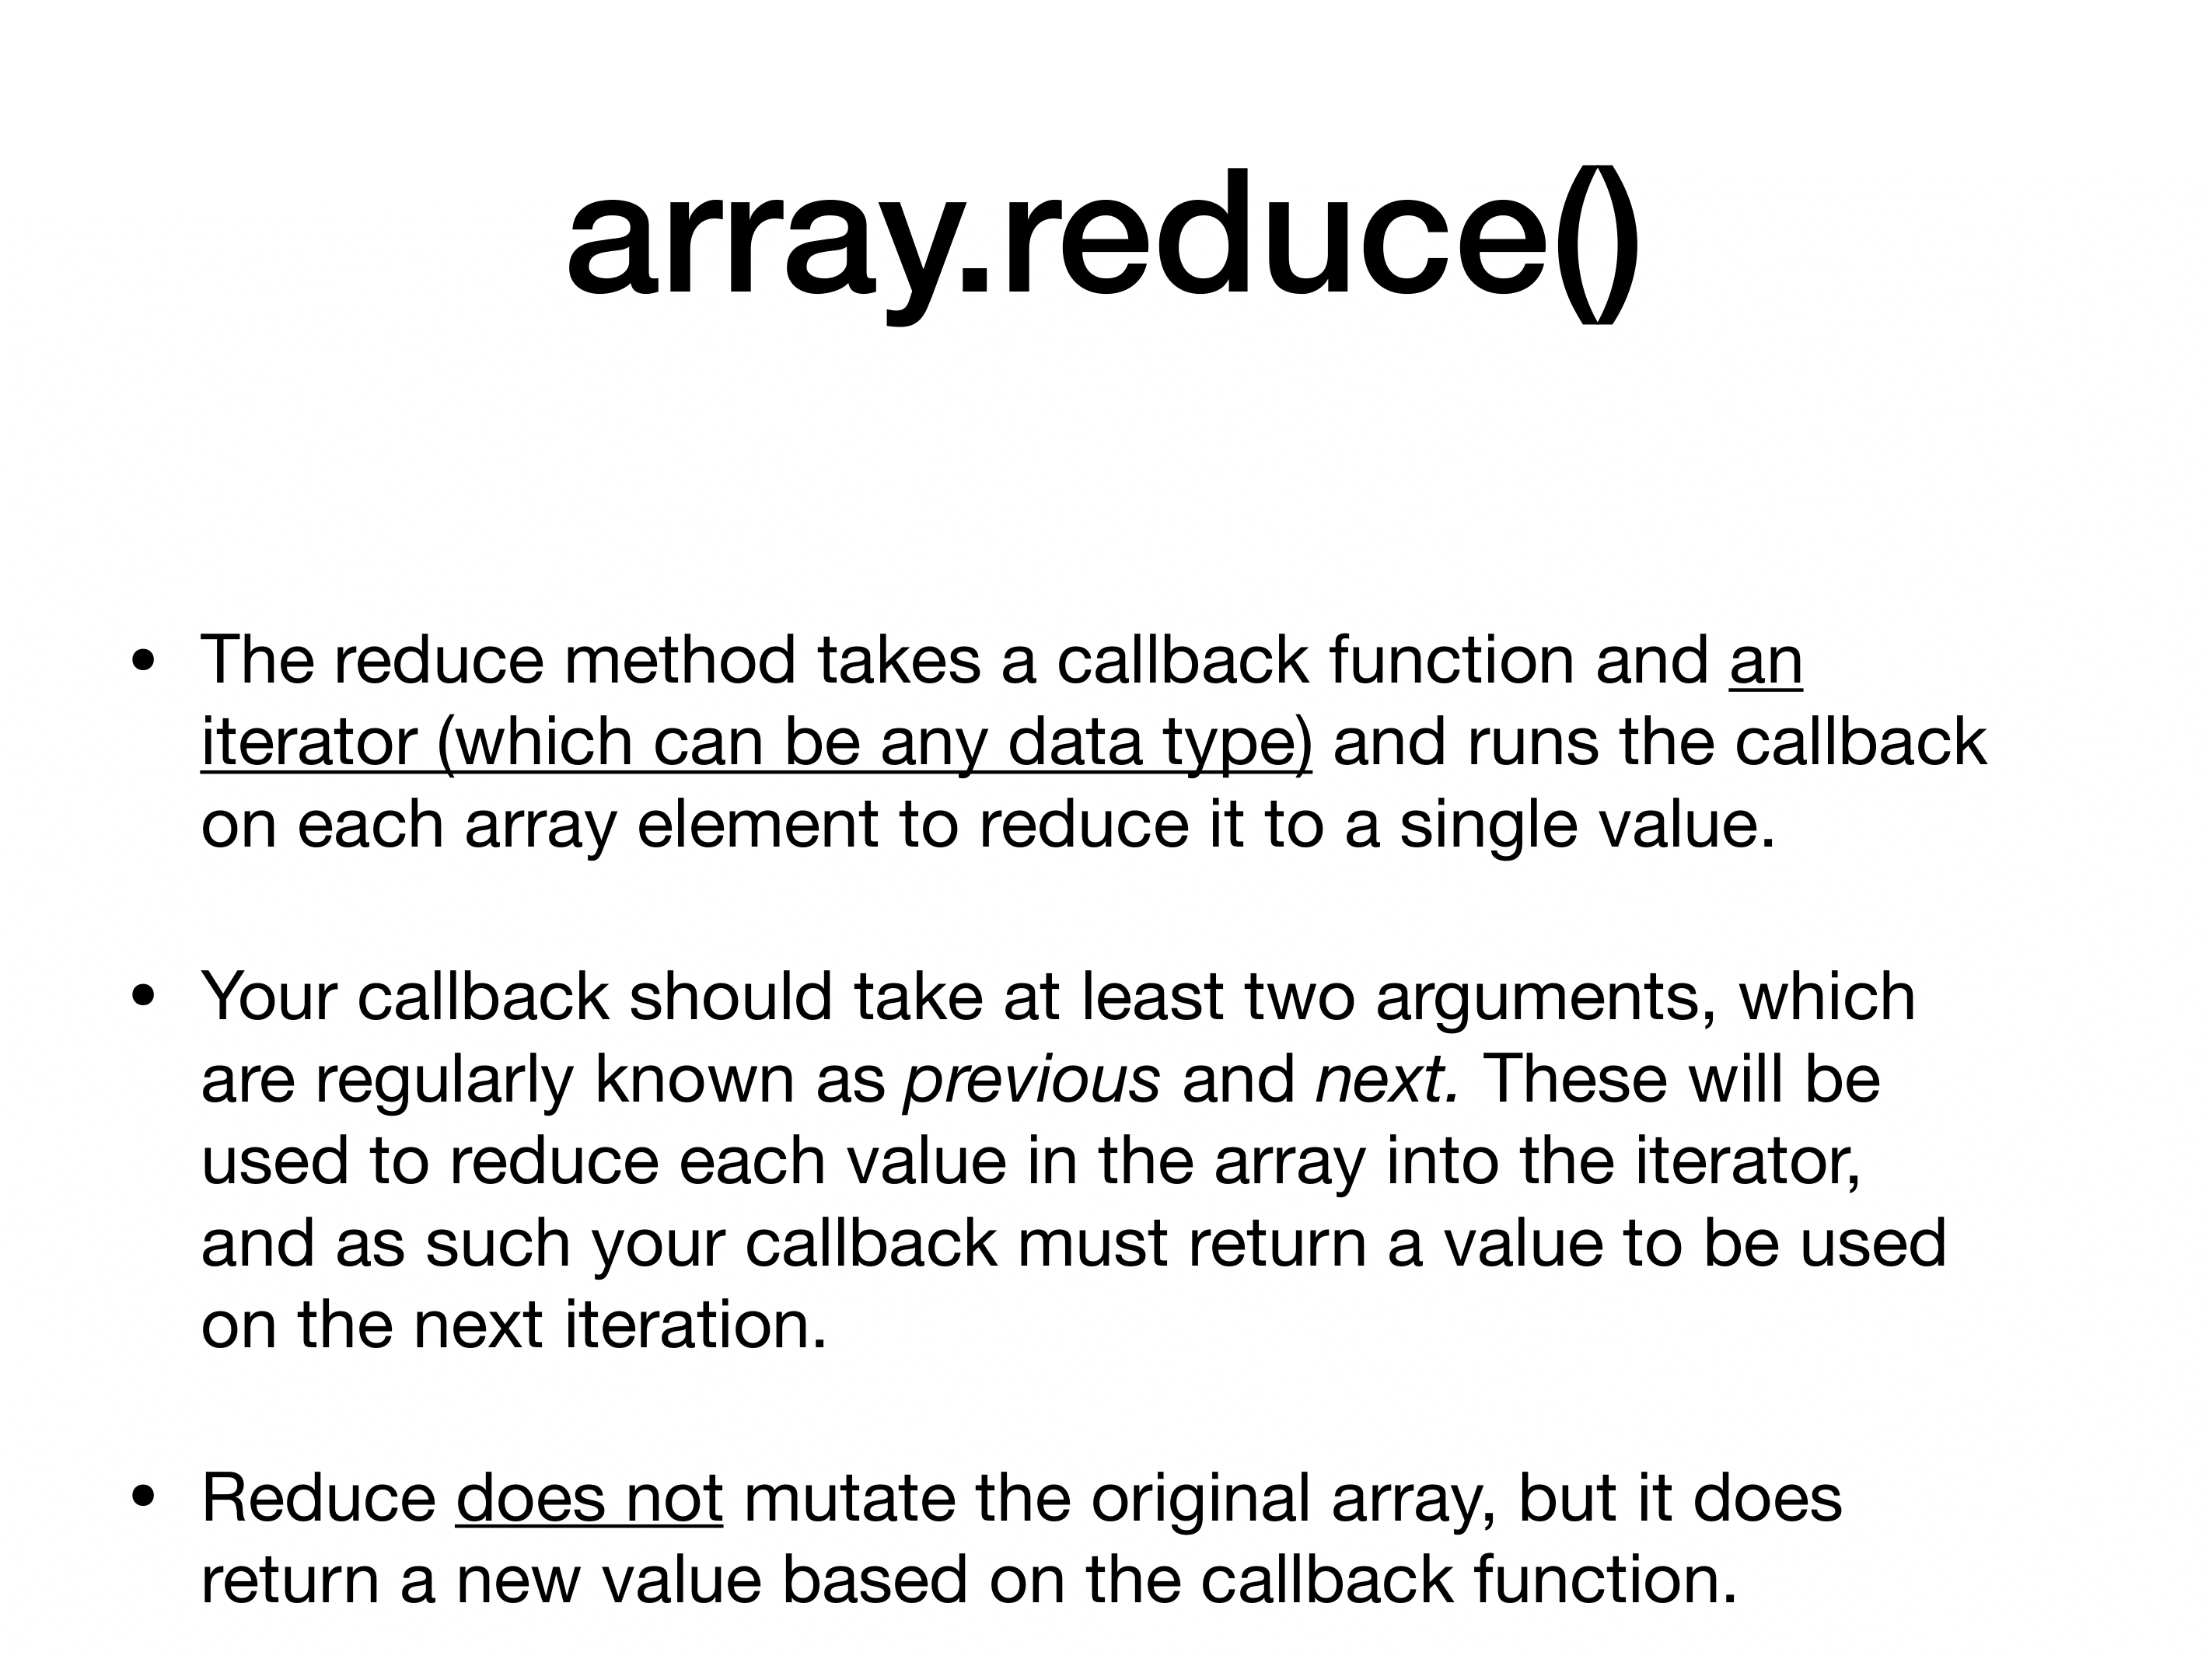 array.reduce()
• The reduce method takes a callback function and an
iterator (which can be any data type) and runs the callback
on each array element to reduce it to a single value.
• Your callback should take at least two arguments, which
are regularly known as previous and next. These will be
used to reduce each value in the array into the iterator,
and as such your callback must return a value to be used
on the next iteration.
• Reduce does not mutate the original array, but it does
return a new value based on the callback function.